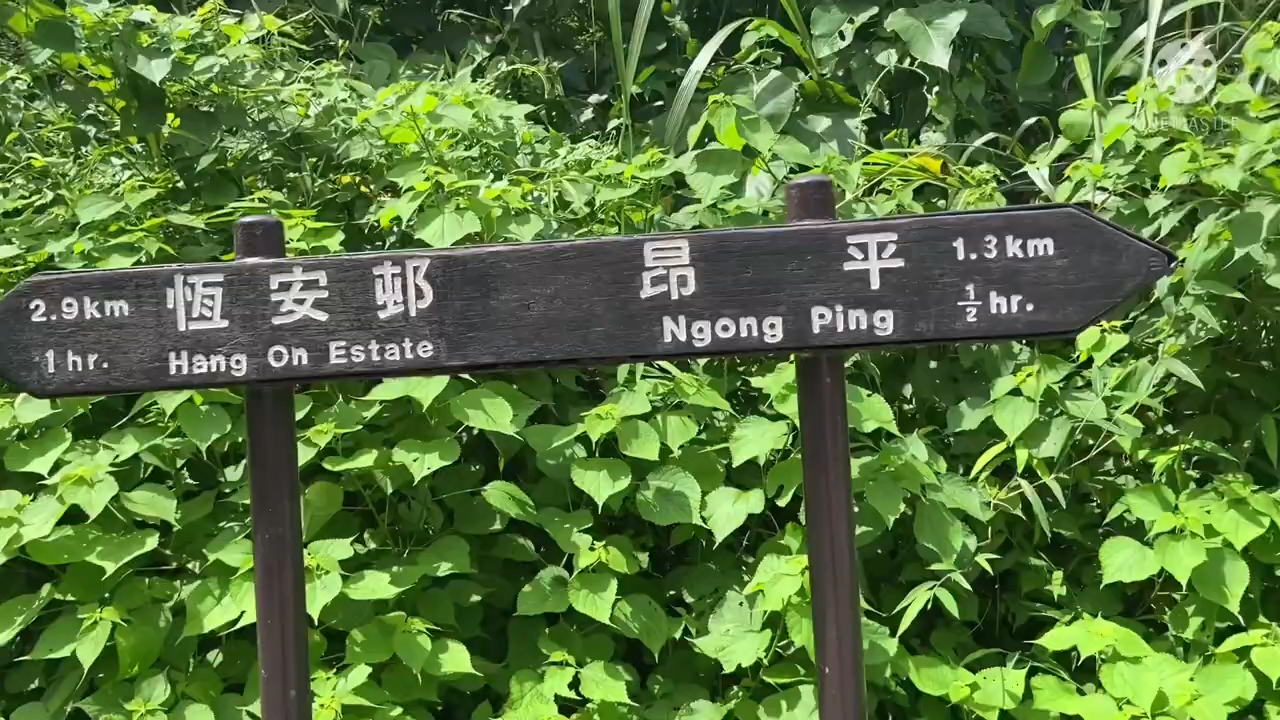 2.9km 恆安邨
1 hr. Hang On Estate
昂平 1.3km
Ngong Ping ½ hr.
KINEMASTER